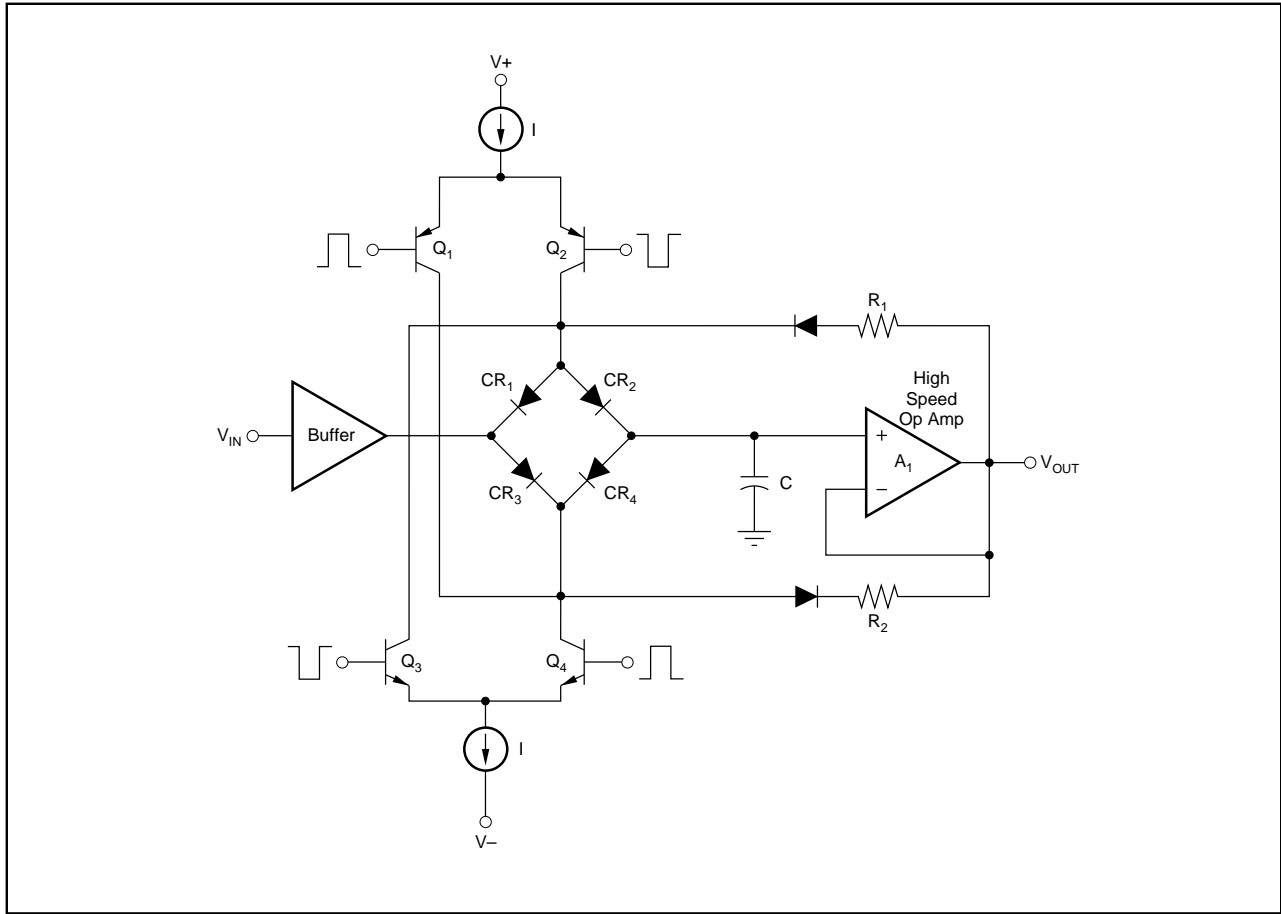 V+
I
Q1
Q2
R1
CR1
CR2
High
Speed
Op Amp
VIN
Buffer
+
A1
VOUT
CR3
CR4
C
–
R2
Q3
Q4
I
V–